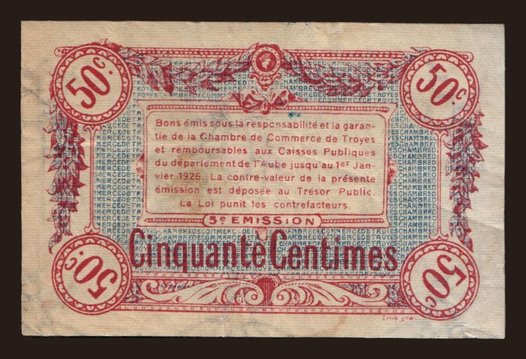 50c. 50c.
Bons émis sous la responsabilité et la garan-
tie de la Chambre de Commerce de Troyes
et remboursables aux Caisses Publiques
du département de l'Aube jusqu'au 1er Jan-
vier 1926. La contre-valeur de la présente
émission est déposée au Trésor Public.
La Loi punit les contrefacteurs.
5e EMISSION
Cinquante Centimes
50c. 50c.